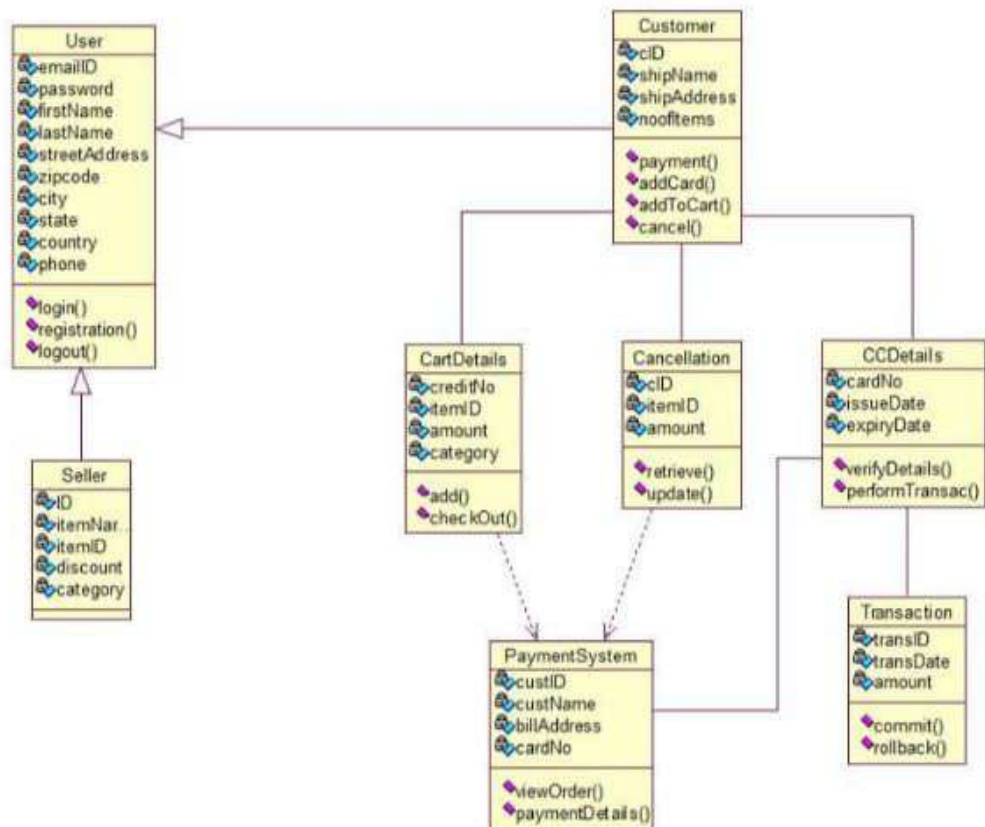 User
emailID
password
firstName
lastName
streetAddress
zipcode
city
state
country
phone
login()
registration()
logout()
Customer
cID
shipName
shipAddress
noofItems
payment()
addCard()
addToCart()
cancel()
CartDetails
creditNo
itemID
amount
category
add()
checkOut()
Cancellation
cID
itemID
amount
retrieve()
update()
CCDetails
cardNo
issueDate
expiryDate
verifyDetails()
performTransac()
Seller
ID
itemNar...
itemID
discount
category
PaymentSystem
custID
custName
billAddress
cardNo
viewOrder()
paymentDetails()
Transaction
transID
transDate
amount
commit()
rollback()